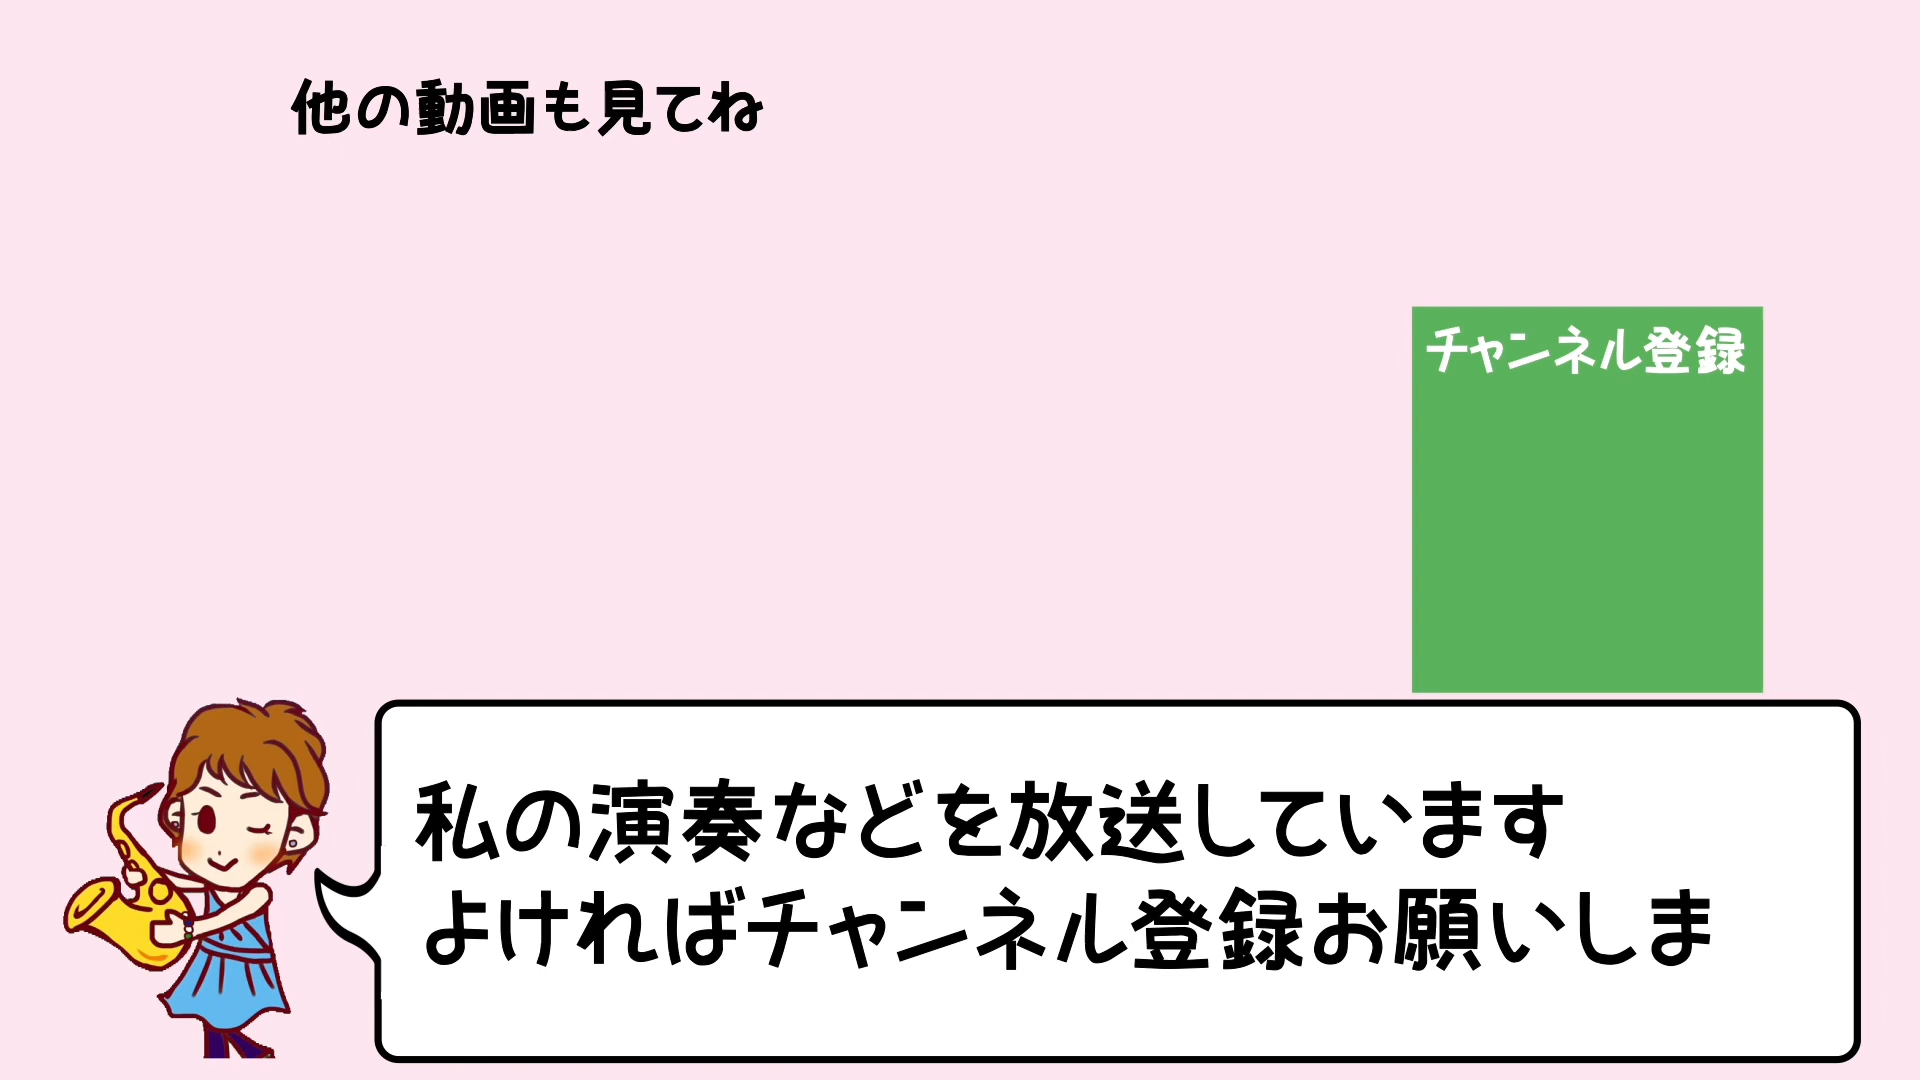 他の動画も見てね
チャンネル登録
私の演奏などを放送しています
よければチャンネル登録お願いしま